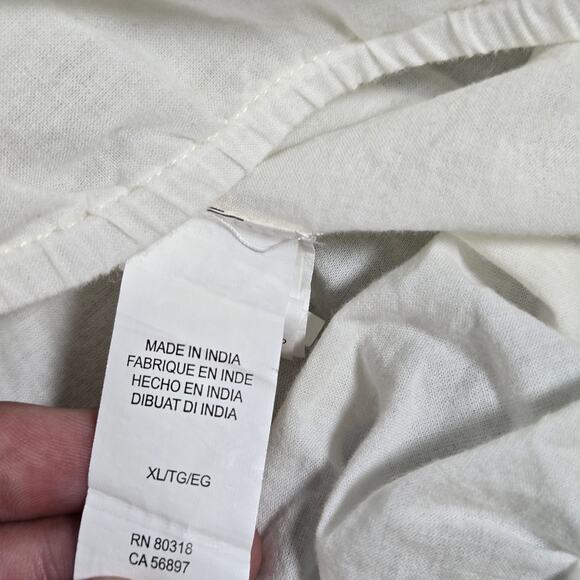 MADE IN INDIA
FABRIQUE EN INDE
HECHO EN INDIA
DIBUAT DI INDIA
XL/TG/EG
RN 80318
CA 56897